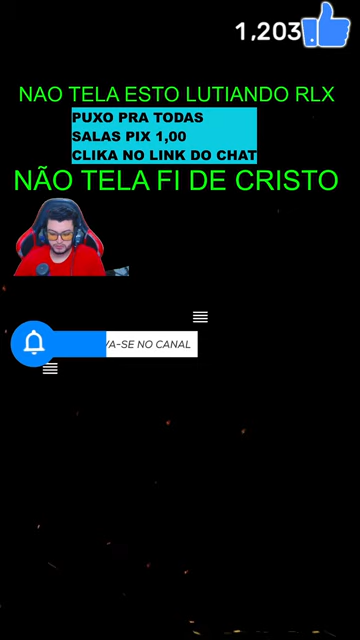 1,203
NAO TELA ESTO LUTIANDO RLX
PUXO PRA TODAS
SALAS PIX 1,00
CLIKA NO LINK DO CHAT
NÃO TELA FI DE CRISTO
VA-SE NO CANAL